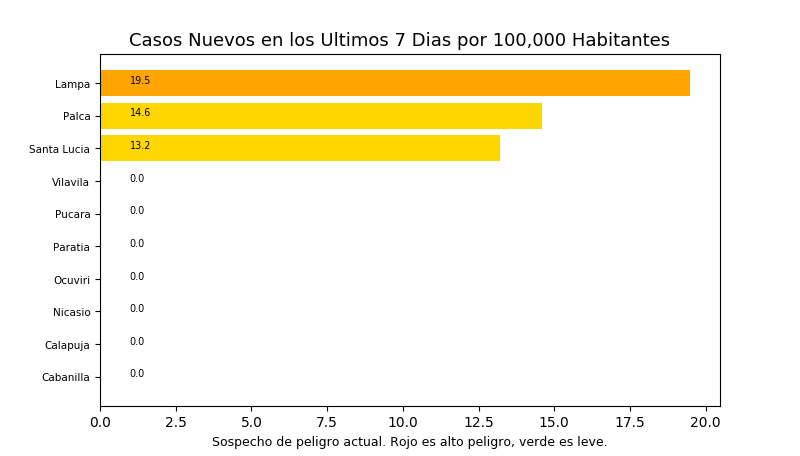 Casos Nuevos en los Ultimos 7 Dias por 100,000 Habitantes
Lampa 19.5
Palca 14.6
Santa Lucia 13.2
Vilavila 0.0
Pucara 0.0
Paratia 0.0
Ocuviri 0.0
Nicasio 0.0
Calapuja 0.0
Cabanilla 0.0
0.0 2.5 5.0 7.5 10.0 12.5 15.0 17.5 20.0
Sospecho de peligro actual. Rojo es alto peligro, verde es leve.